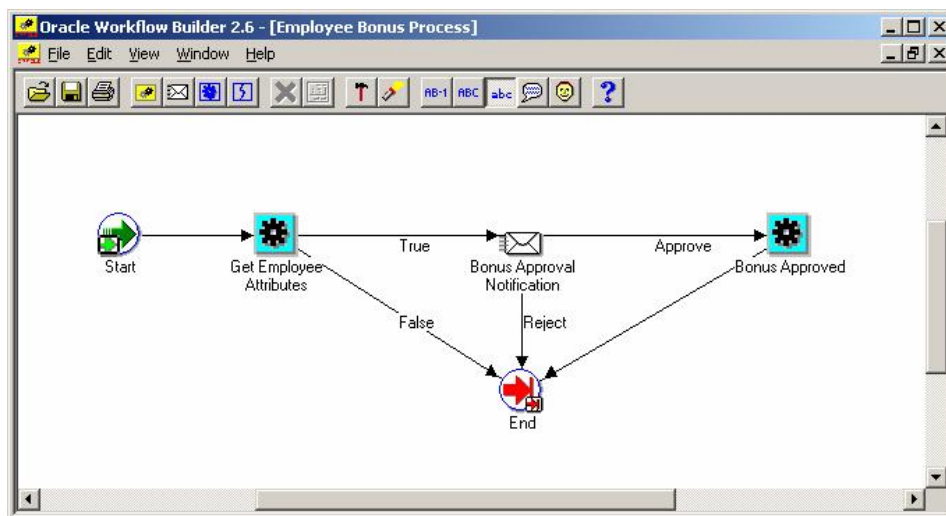 Oracle Workflow Builder 2.6 - [Employee Bonus Process]
File Edit View Window Help
AB-1 ABC abc ?
True
Approve
Start
Get Employee
Attributes
Bonus Approval
Notification
Bonus Approved
False
Reject
End